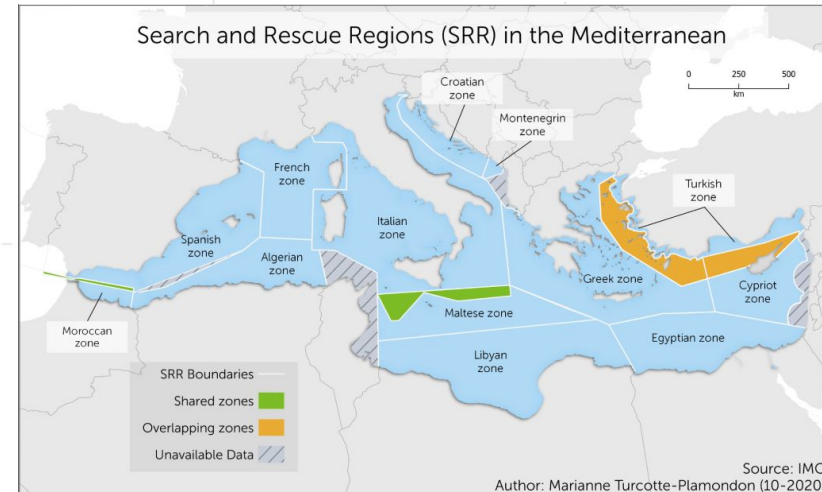 Search and Rescue Regions (SRR) in the Mediterranean
0 250 500
km
Croatian
zone
Montenegrin
zone
French
zone
Turkish
zone
Italian
zone
Spanish
zone
Algerian
zone
Greek zone
Cypriot
zone
Maltese zone
Moroccan
zone
Egyptian zone
Libyan
zone
SRR Boundaries
Shared zones
Overlapping zones
Unavailable Data
Source: IMO
Author: Marianne Turcotte-Plamondon (10-2020)